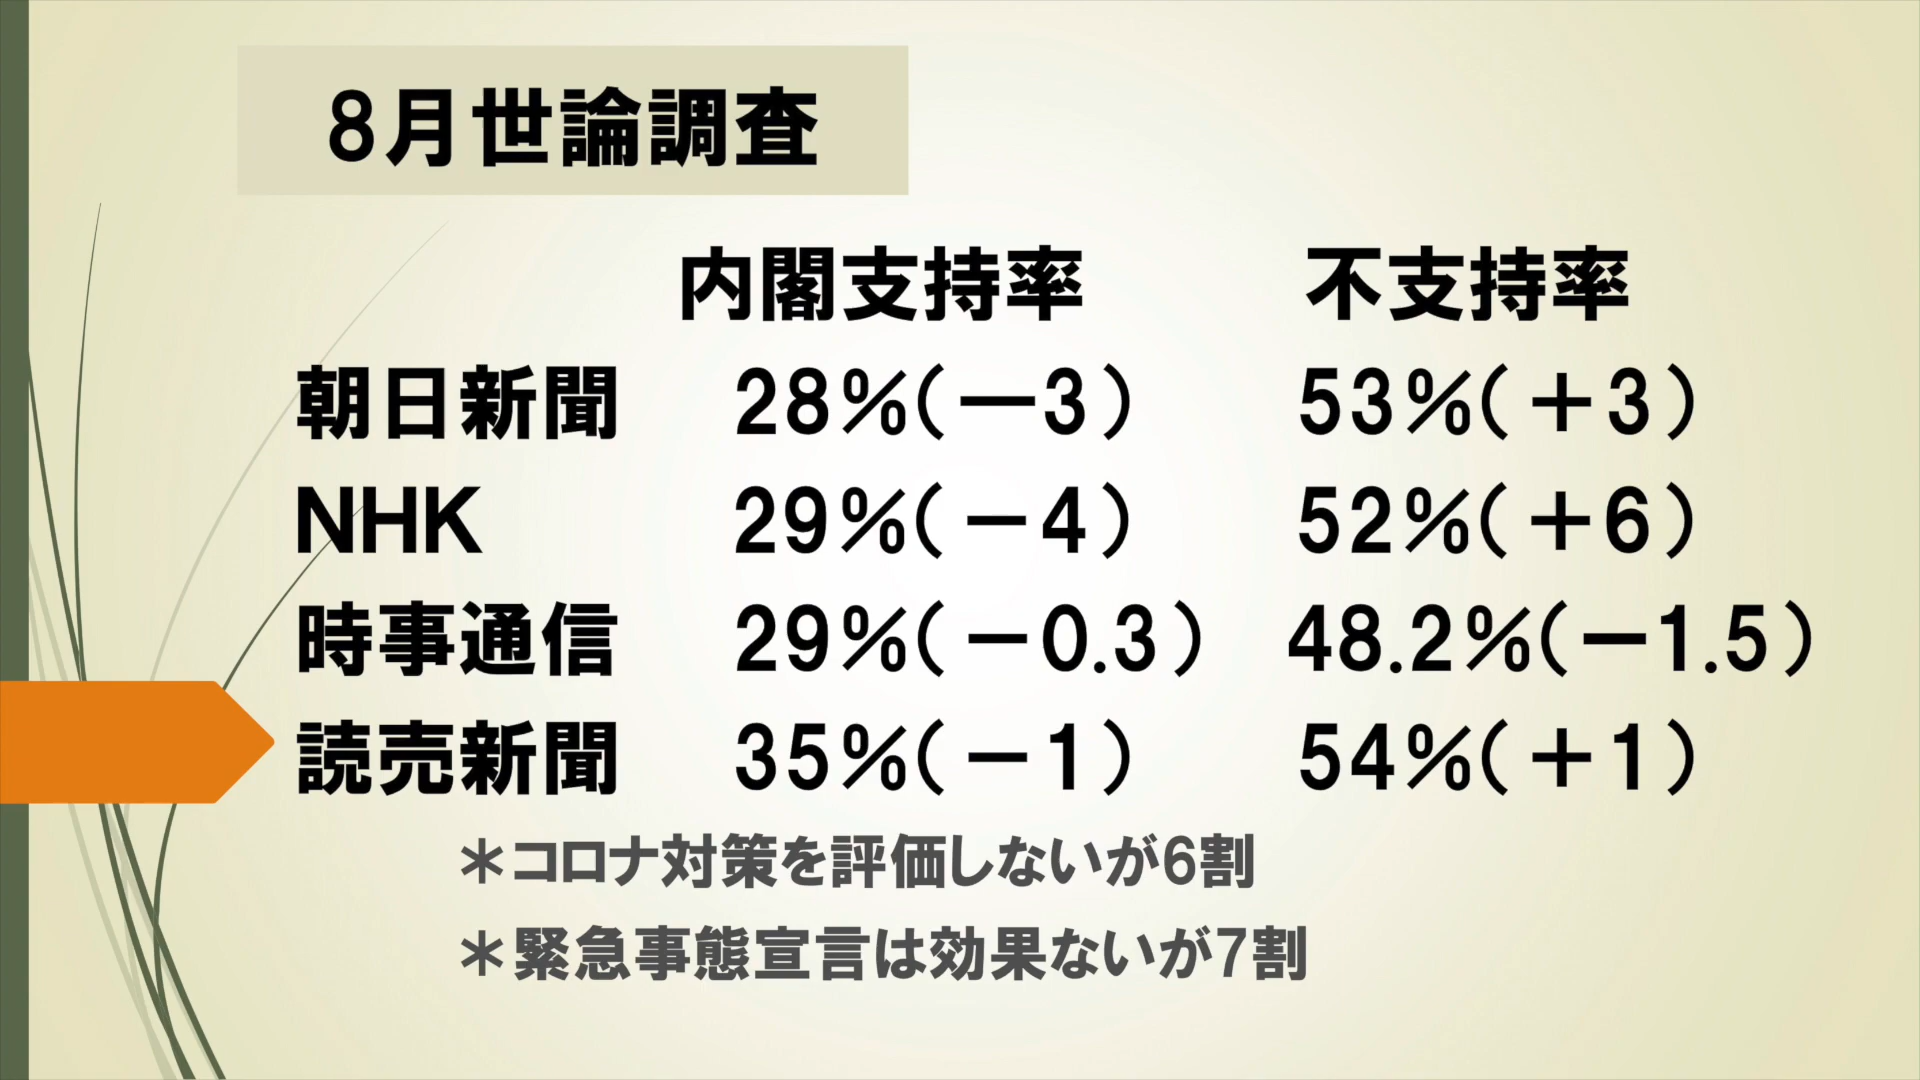 8月世論調査
内閣支持率 不支持率
朝日新聞 28%(―3) 53%(+3)
NHK 29%(-4) 52%(+6)
時事通信 29%(-0.3) 48.2%(-1.5)
読売新聞 35%(-1) 54%(+1)
*コロナ対策を評価しないが6割
*緊急事態宣言は効果ないが7割